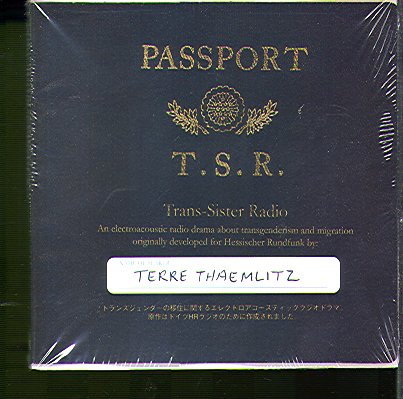 PASSPORT
T.S.R.
Trans-Sister Radio
An electroacoustic radio drama about transgenderism and migration
originally developed for Hessischer Rundfunk by:
TERRE THAEMLITZ
トランスジェンダーの移住に関するエレクトロアコースティックラジオドラマ
原作はドイツHRラジオのために作成されました